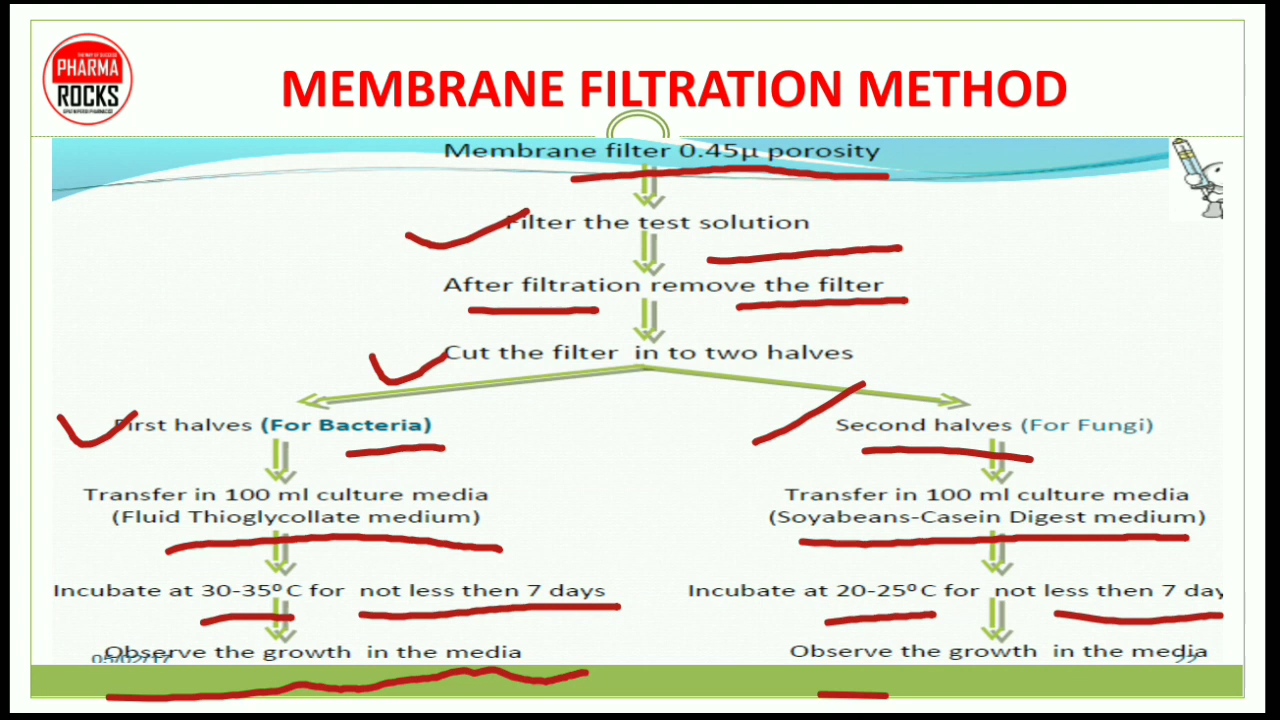 PHARMA
ROCKS
MEMBRANE FILTRATION METHOD
Membrane filter 0.45µ porosity
Filter the test solution
After filtration remove the filter
Cut the filter in to two halves
First halves (For Bacteria)
Transfer in 100 ml culture media
(Fluid Thioglycollate medium)
Incubate at 30-35⁰C for not less then 7 days
Observe the growth in the media
Second halves (For Fungi)
Transfer in 100 ml culture media
(Soyabeans-Casein Digest medium)
Incubate at 20-25⁰C for not less then 7 day
Observe the growth in the media
05/02/17